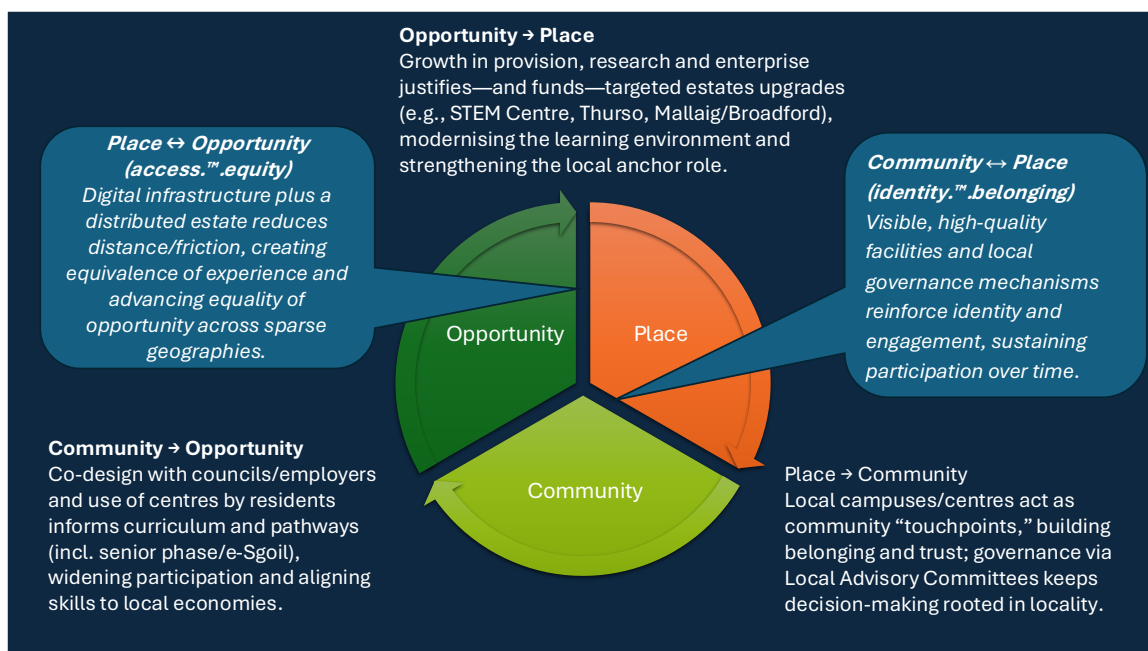 Opportunity → Place
Growth in provision, research and enterprise
justifies—and funds—targeted estates upgrades
(e.g., STEM Centre, Thurso, Mallaig/Broadford),
modernising the learning environment and
strengthening the local anchor role.
Place ↔ Opportunity
(access.™.equity)
Digital infrastructure plus a
distributed estate reduces
distance/friction, creating
equivalence of experience and
advancing equality of
opportunity across sparse
geographies.
Community ↔ Place
(identity.™.belonging)
Visible, high-quality
facilities and local
governance mechanisms
reinforce identity and
engagement, sustaining
participation over time.
Opportunity
Place
Community
Community → Opportunity
Co-design with councils/employers
and use of centres by residents
informs curriculum and pathways
(incl. senior phase/e-Sgoil),
widening participation and aligning
skills to local economies.
Place → Community
Local campuses/centres act as
community “touchpoints,” building
belonging and trust; governance via
Local Advisory Committees keeps
decision-making rooted in locality.